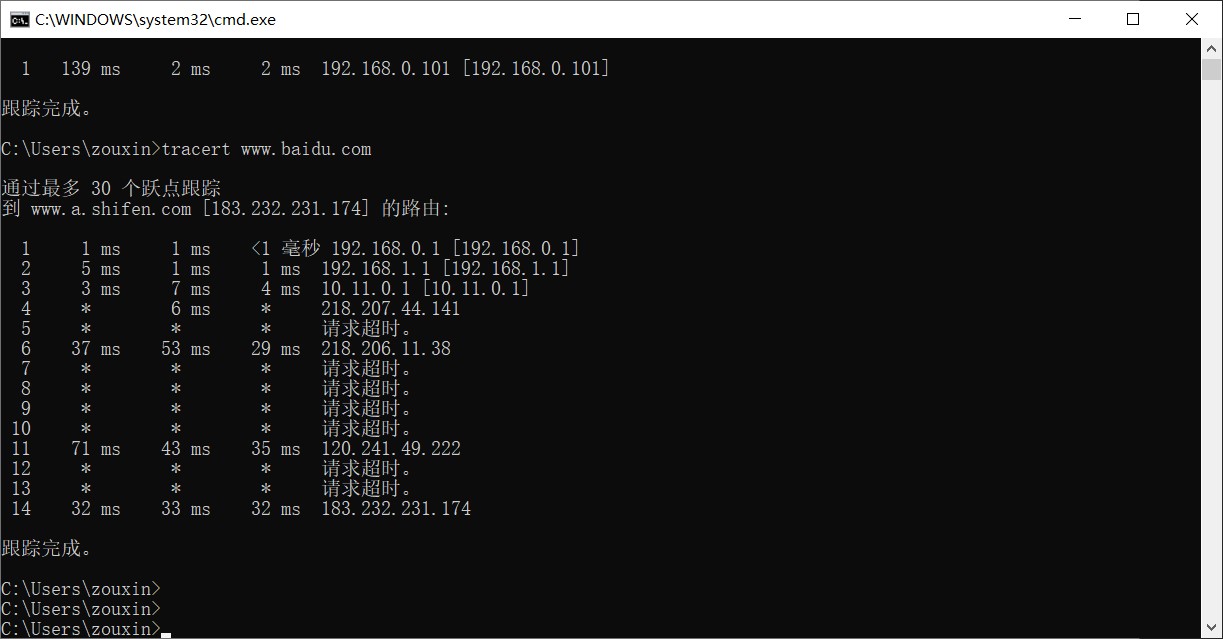 C:\WINDOWS\system32\cmd.exe
1 139 ms 2 ms 2 ms 192.168.0.101 [192.168.0.101]
跟踪完成。
C:\Users\zouxin>tracert www.baidu.com
通过最多 30 个跃点跟踪
到 www.a.shifen.com [183.232.231.174] 的路由:
1 1 ms 1 ms <1 毫秒 192.168.0.1 [192.168.0.1]
2 5 ms 1 ms 1 ms 192.168.1.1 [192.168.1.1]
3 3 ms 7 ms 4 ms 10.11.0.1 [10.11.0.1]
4 * 6 ms * 218.207.44.141
5 * * * 请求超时。
6 37 ms 53 ms 29 ms 218.206.11.38
7 * * * 请求超时。
8 * * * 请求超时。
9 * * * 请求超时。
10 * * * 请求超时。
11 71 ms 43 ms 35 ms 120.241.49.222
12 * * * 请求超时。
13 * * * 请求超时。
14 32 ms 33 ms 32 ms 183.232.231.174
跟踪完成。
C:\Users\zouxin>
C:\Users\zouxin>
C:\Users\zouxin>